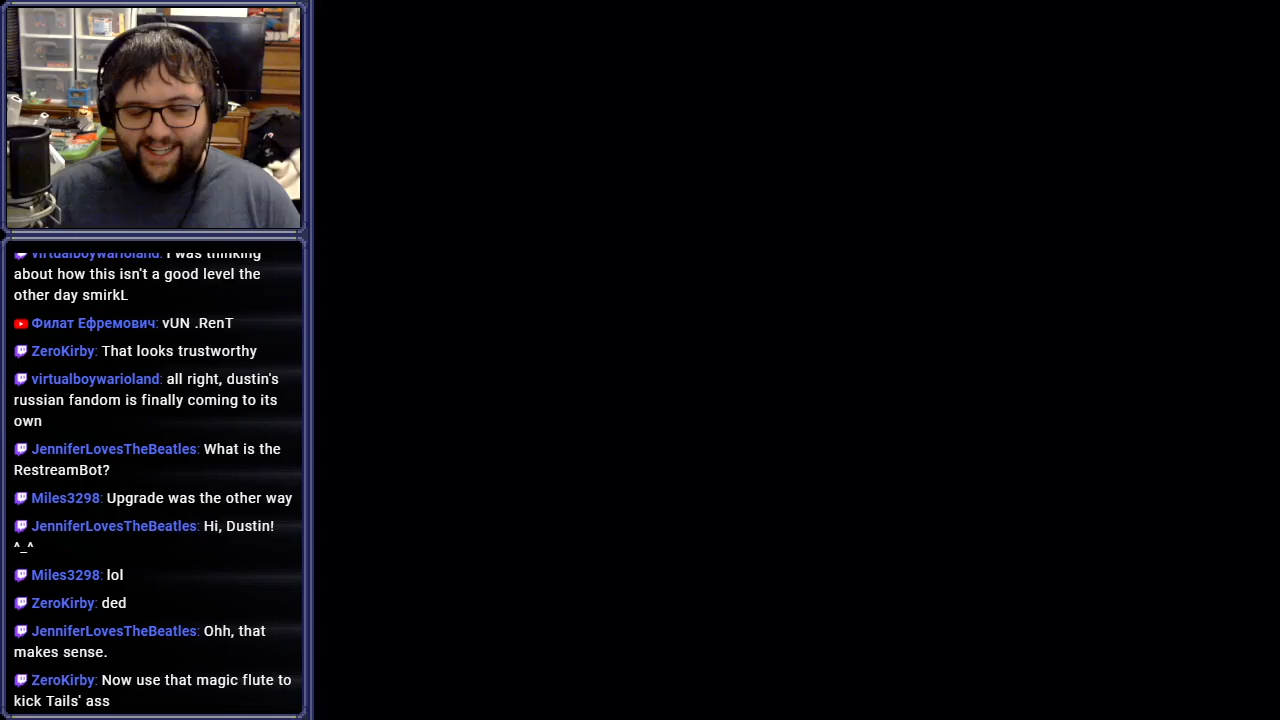 virtualboywarioland: I was thinking
about how this isn't a good level the
other day smirkL
Филат Ефремович: vUN .RenT
ZeroKirby: That looks trustworthy
virtualboywarioland: all right, dustin's
russian fandom is finally coming to its
own
JenniferLovesTheBeatles: What is the
RestreamBot?
Miles3298: Upgrade was the other way
JenniferLovesTheBeatles: Hi, Dustin!
^_^
Miles3298: lol
ZeroKirby: ded
JenniferLovesTheBeatles: Ohh, that
makes sense.
ZeroKirby: Now use that magic flute to
kick Tails' ass